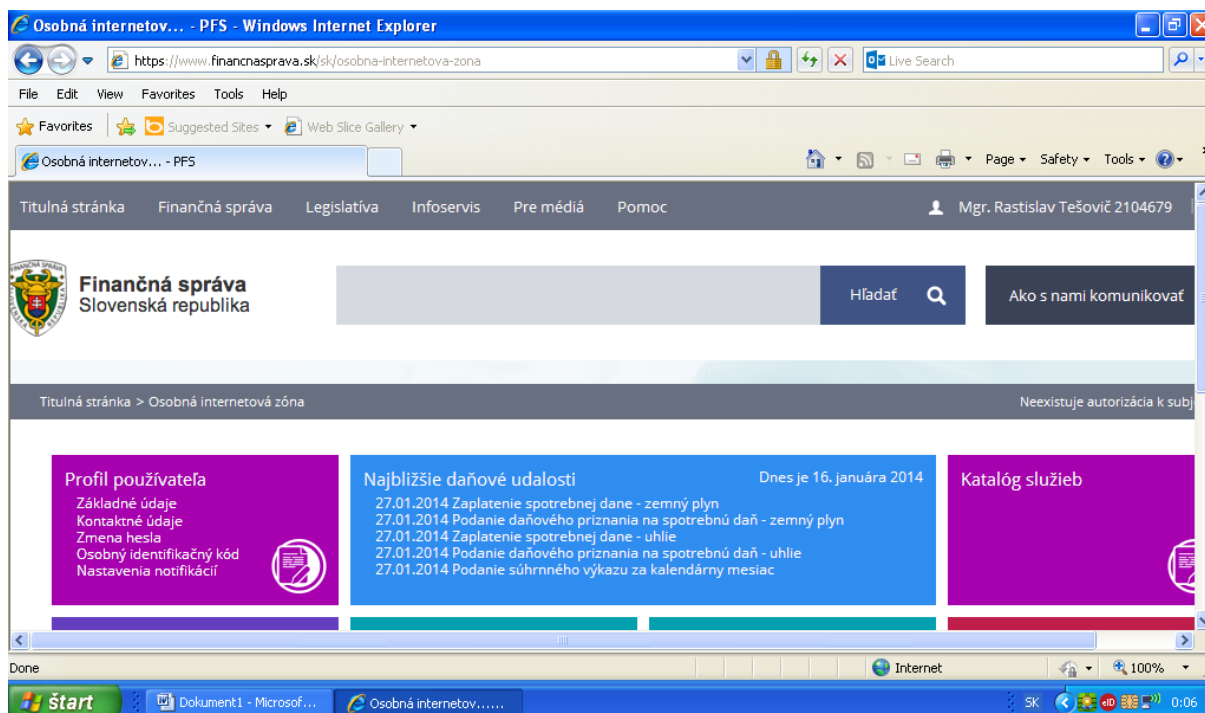 Osobná internetov... - PFS - Windows Internet Explorer
https://www.financnasprava.sk/sk/osobna-internetova-zona
Live Search
File Edit View Favorites Tools Help
Favorites Suggested Sites Web Slice Gallery
Osobná internetov... - PFS
Page Safety Tools
Titulná stránka Finančná správa Legislatíva Infoservis Pre médiá Pomoc Mgr. Rastislav Tešovič 2104679
Finančná správa
Slovenská republika
Hľadať
Ako s nami komunikovať
Titulná stránka > Osobná internetová zóna
Neexistuje autorizácia k subj
Profil používateľa
Základné údaje
Kontaktné údaje
Zmena hesla
Osobný identifikačný kód
Nastavenia notifikácií
Najbližšie daňové udalosti Dnes je 16. januára 2014
27.01.2014 Zaplatenie spotrebnej dane - zemný plyn
27.01.2014 Podanie daňového priznania na spotrebnú daň - zemný plyn
27.01.2014 Zaplatenie spotrebnej dane - uhlie
27.01.2014 Podanie daňového priznania na spotrebnú daň - uhlie
27.01.2014 Podanie súhrnného výkazu za kalendárny mesiac
Katalóg služieb
Done Internet 100%
štart Dokument1 - Microsof... Osobná internetov...... SK eID 0:06